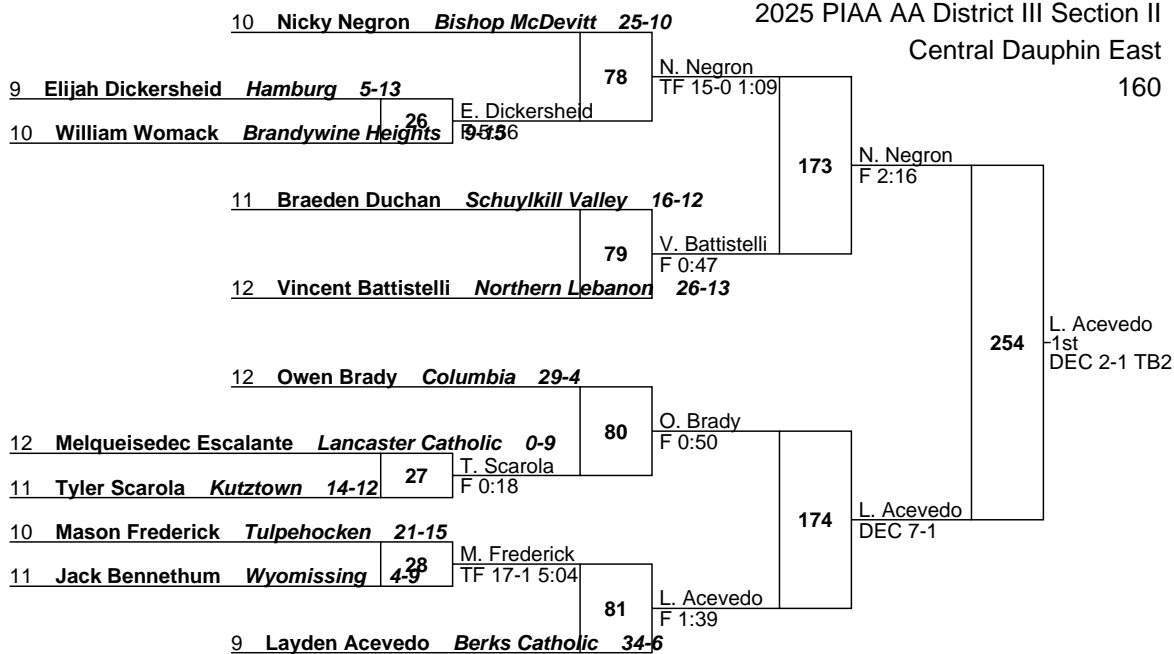 2025 PIAA AA District III Section II
Central Dauphin East
160
10 Nicky Negron Bishop McDevitt 25-10
78
N. Negron
TF 15-0 1:09
9 Elijah Dickersheid Hamburg 5-13
26
E. Dickersheid
F 5:36
10 William Womack Brandywine Heights 9-15
173
N. Negron
F 2:16
11 Braeden Duchan Schuylkill Valley 16-12
79
V. Battistelli
F 0:47
12 Vincent Battistelli Northern Lebanon 26-13
254
L. Acevedo
1st
DEC 2-1 TB2
12 Owen Brady Columbia 29-4
80
O. Brady
F 0:50
12 Melqueisedec Escalante Lancaster Catholic 0-9
27
T. Scarola
F 0:18
11 Tyler Scarola Kutztown 14-12
174
L. Acevedo
DEC 7-1
10 Mason Frederick Tulpehocken 21-15
28
M. Frederick
TF 17-1 5:04
11 Jack Bennethum Wyomissing 4-9
81
L. Acevedo
F 1:39
9 Layden Acevedo Berks Catholic 34-6